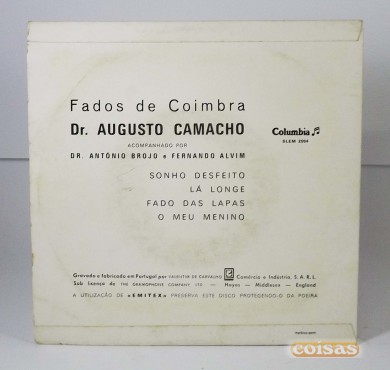 Fados de Coimbra
Dr. AUGUSTO CAMACHO
Columbia
SLEM 2094
ACOMPANHADO POR
DR. ANTÓNIO BROJO e FERNANDO ALVIM
SONHO DESFEITO
LÁ LONGE
FADO DAS LAPAS
O MEU MENINO
Gravado e fabricado em Portugal por VALENTIM DE CARVALHO Comércio e Indústria, S. A. R. L.
Sob licença de THE GRAMOPHONE COMPANY LTD. — Hayes — Middlesex — England
A UTILIZAÇÃO DE «EMITEX» PRESERVA ESTE DISCO PROTEGENDO-O DA POEIRA
coisas